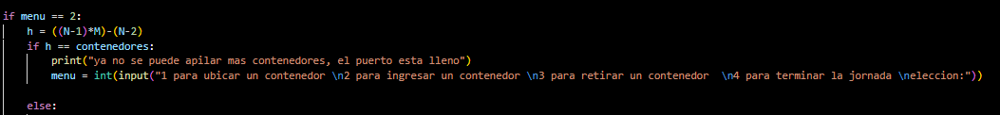 if menu == 2:
    h = ((N-1)*M)-(N-2)
    if h == contenedores:
        print("ya no se puede apilar mas contenedores, el puerto esta lleno")
        menu = int(input("1 para ubicar un contenedor \n2 para ingresar un contenedor \n3 para retirar un contenedor  \n4 para terminar la jornada \neleccion:"))
    else: